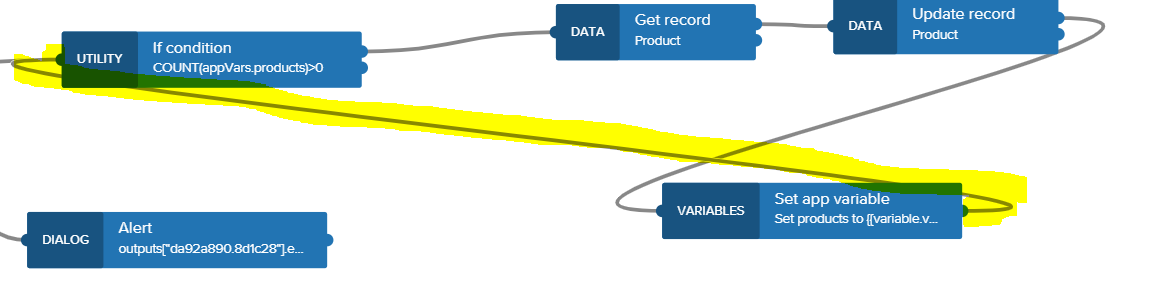 UTILITY
If condition
COUNT(appVars.products)>0
DATA
Get record
Product
DATA
Update record
Product
VARIABLES
Set app variable
Set products to {{variable.v...
DIALOG
Alert
outputs["da92a890.8d1c28"].e...